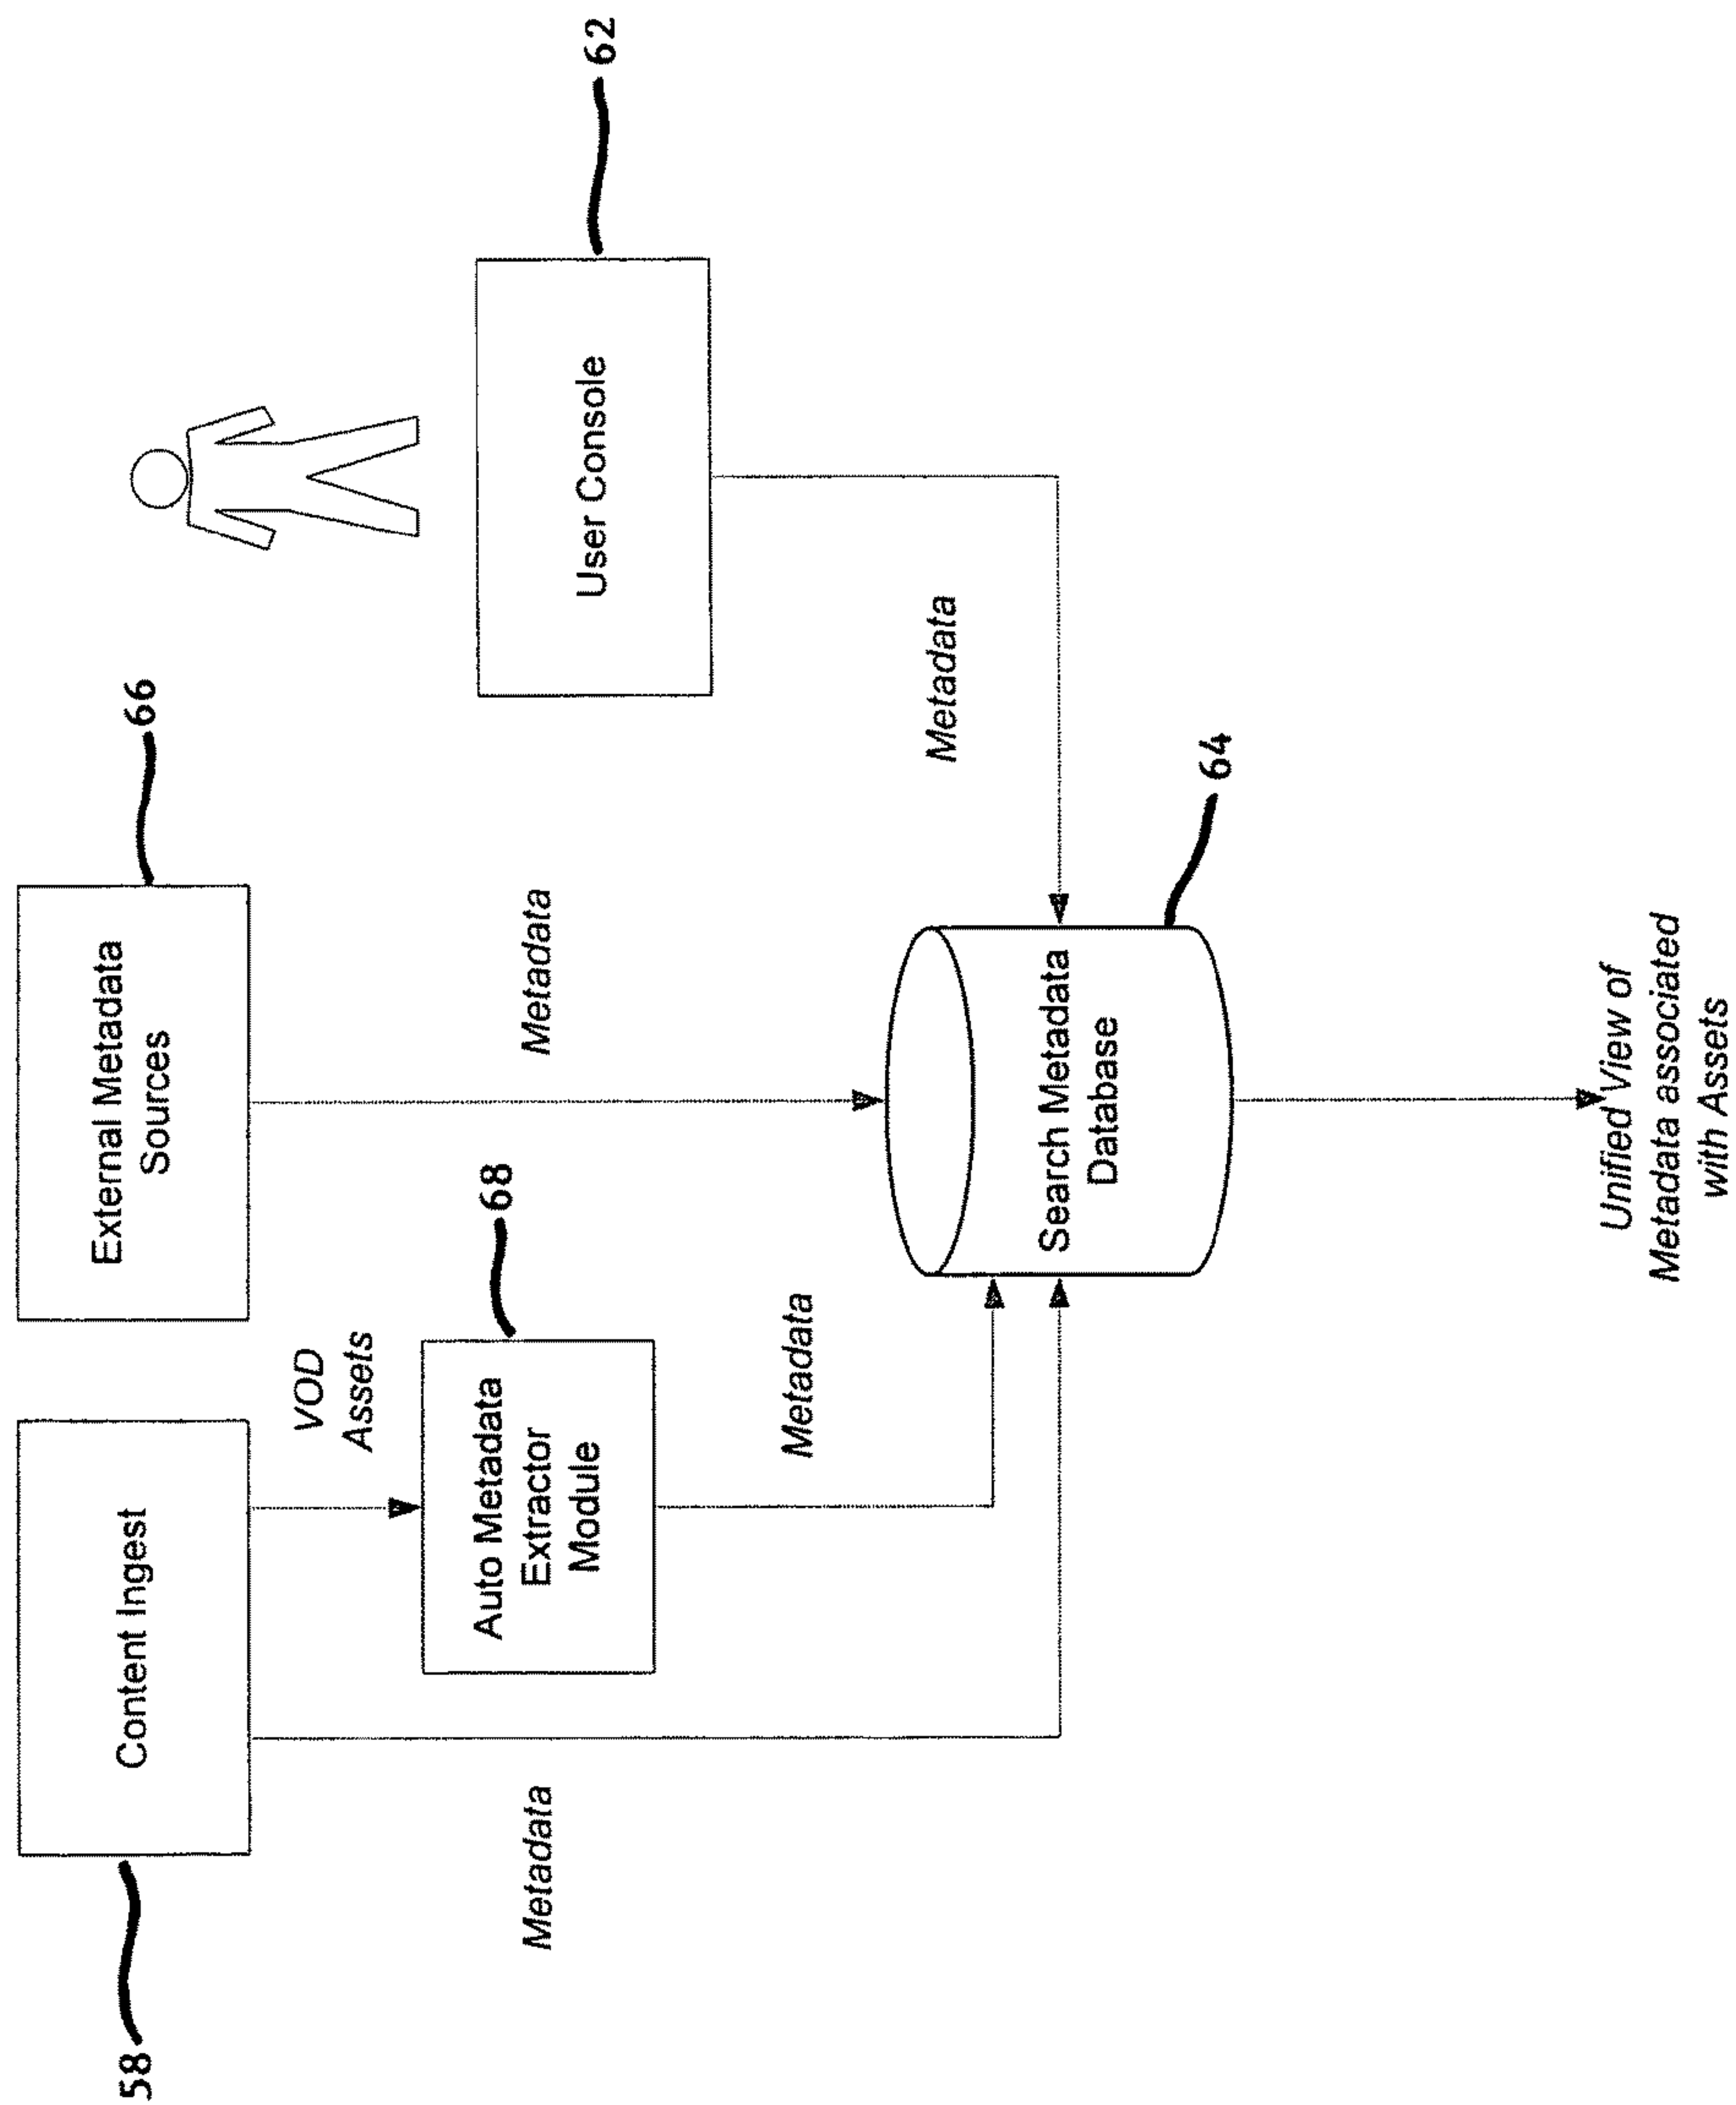 58
Content Ingest
External Metadata
Sources
66
VOD
Assets
68
Auto Metadata
Extractor
Module
Metadata
Metadata
Metadata
User Console
62
Metadata
Search Metadata
Database
64
Unified View of
Metadata associated
with Assets